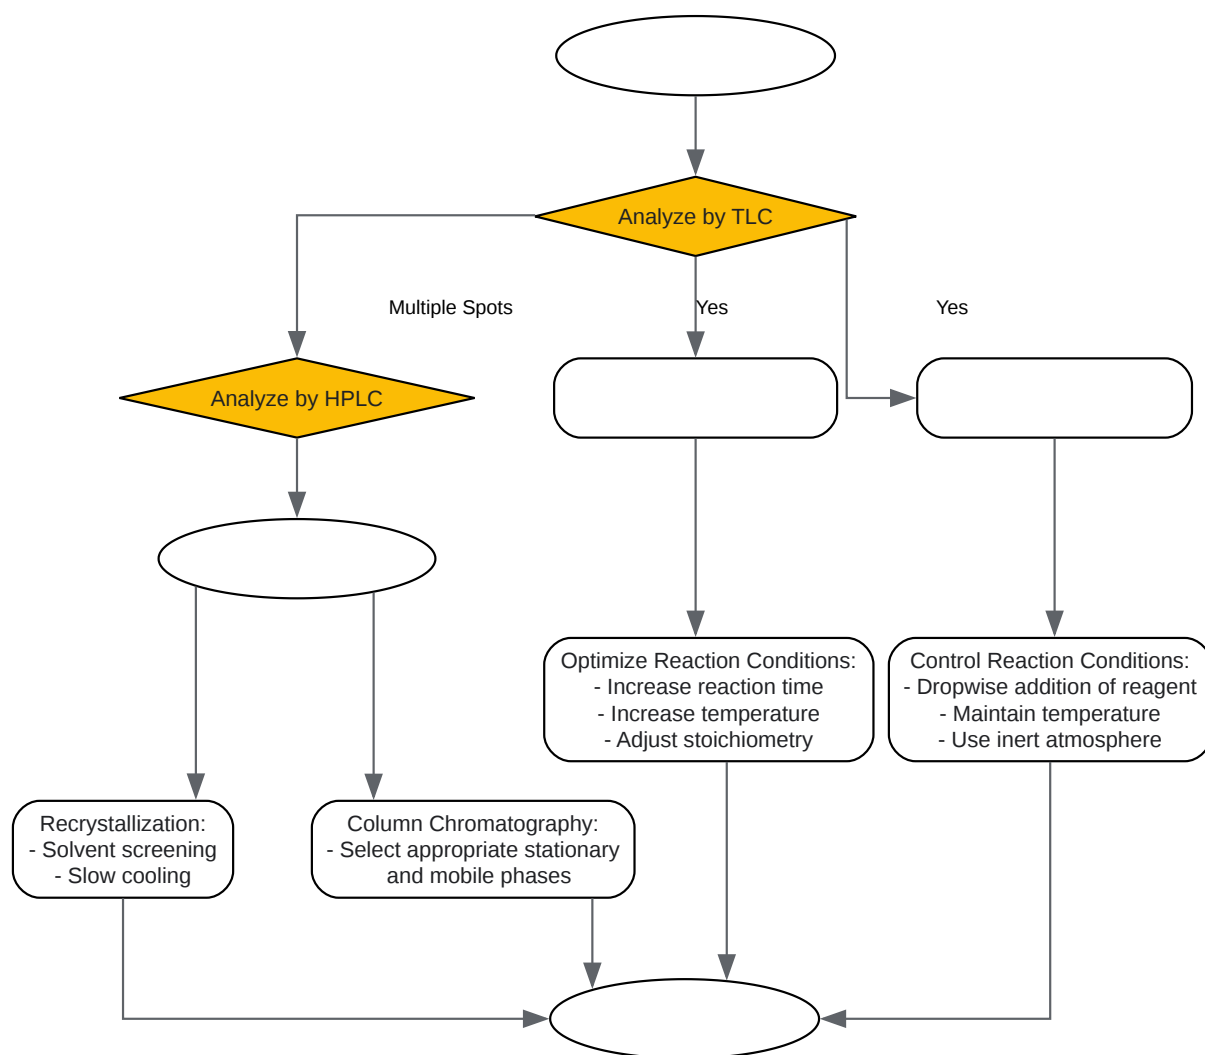 Analyze by TLC
Multiple Spots
Yes
Yes
Analyze by HPLC
Optimize Reaction Conditions:
- Increase reaction time
- Increase temperature
- Adjust stoichiometry
Control Reaction Conditions:
- Dropwise addition of reagent
- Maintain temperature
- Use inert atmosphere
Recrystallization:
- Solvent screening
- Slow cooling
Column Chromatography:
- Select appropriate stationary
and mobile phases